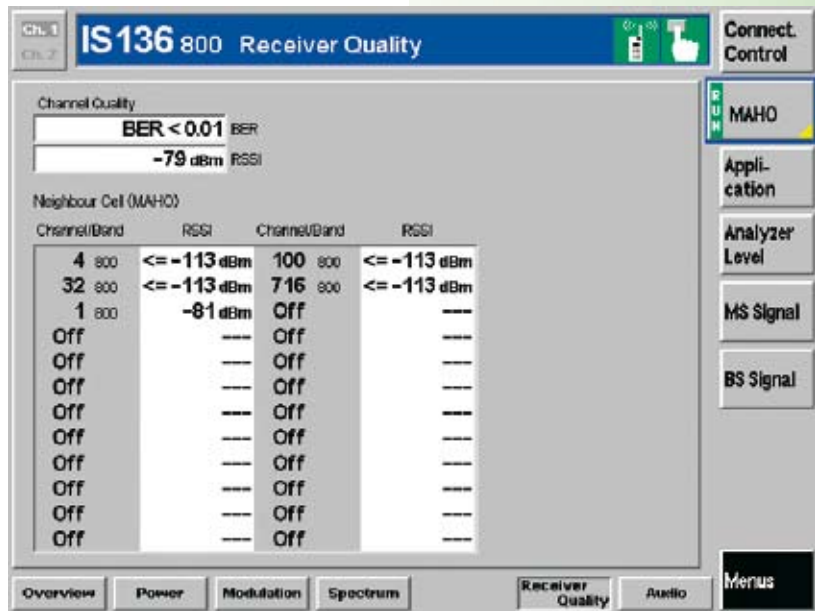 Ch. 1
Ch. 2
IS136 800 Receiver Quality
Connect. Control
Channel Quality
BER < 0.01 BER
-79 dBm RSSI
Neighbour Cell (MAHO)
Channel/Band RSSI Channel/Band RSSI
4 800 <= -113 dBm 100 800 <= -113 dBm
32 800 <= -113 dBm 716 800 <= -113 dBm
1 800 -81 dBm Off ---
Off --- Off ---
Off --- Off ---
Off --- Off ---
Off --- Off ---
Off --- Off ---
Off --- Off ---
Off --- Off ---
Off --- Off ---
Off --- Off ---
RUN
MAHO
Appli-
cation
Analyzer
Level
MS Signal
BS Signal
Menus
Overview Power Modulation Spectrum Receiver Quality Audio